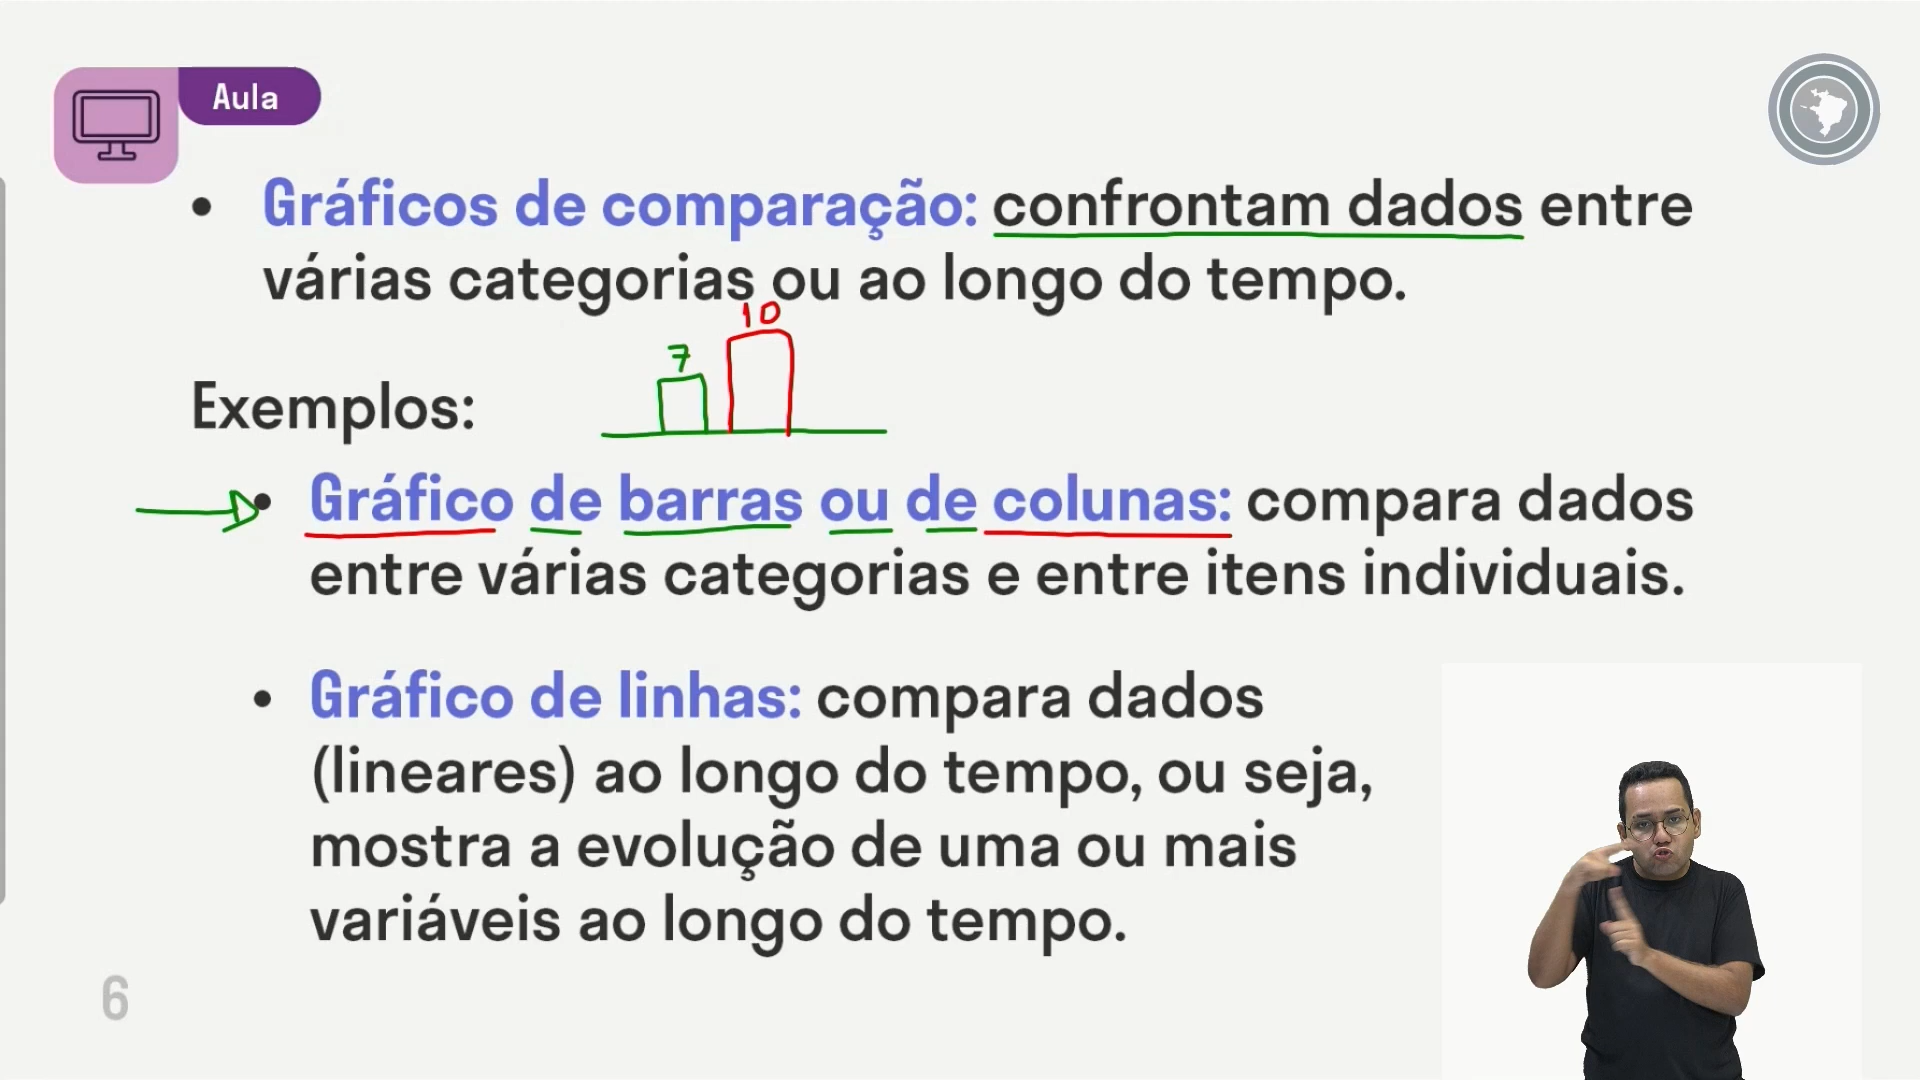 Aula
• Gráficos de comparação: confrontam dados entre
várias categorias ou ao longo do tempo.
10
7
Exemplos:
• Gráfico de barras ou de colunas: compara dados
entre várias categorias e entre itens individuais.
• Gráfico de linhas: compara dados
(lineares) ao longo do tempo, ou seja,
mostra a evolução de uma ou mais
variáveis ao longo do tempo.
6